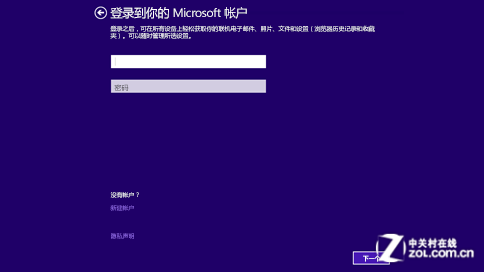 登录到你的 Microsoft 帐户
登录之后，可在所有设备上轻松获取你的联机电子邮件、照片、文件和设置（浏览器历史记录和收藏
夹）。可以随时管理所选设置。
密码
没有帐户？
新建帐户
隐私声明
下一个
中关村在线
ZOL.COM.CN